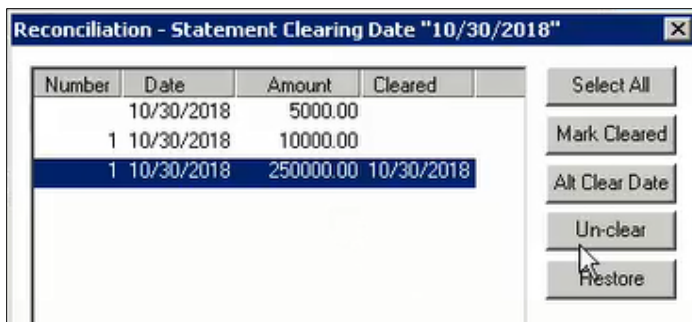 Reconciliation - Statement Clearing Date "10/30/2018"
Number Date Amount Cleared
10/30/2018 5000.00
1 10/30/2018 10000.00
1 10/30/2018 250000.00 10/30/2018
Select All
Mark Cleared
Alt Clear Date
Un-clear
Restore